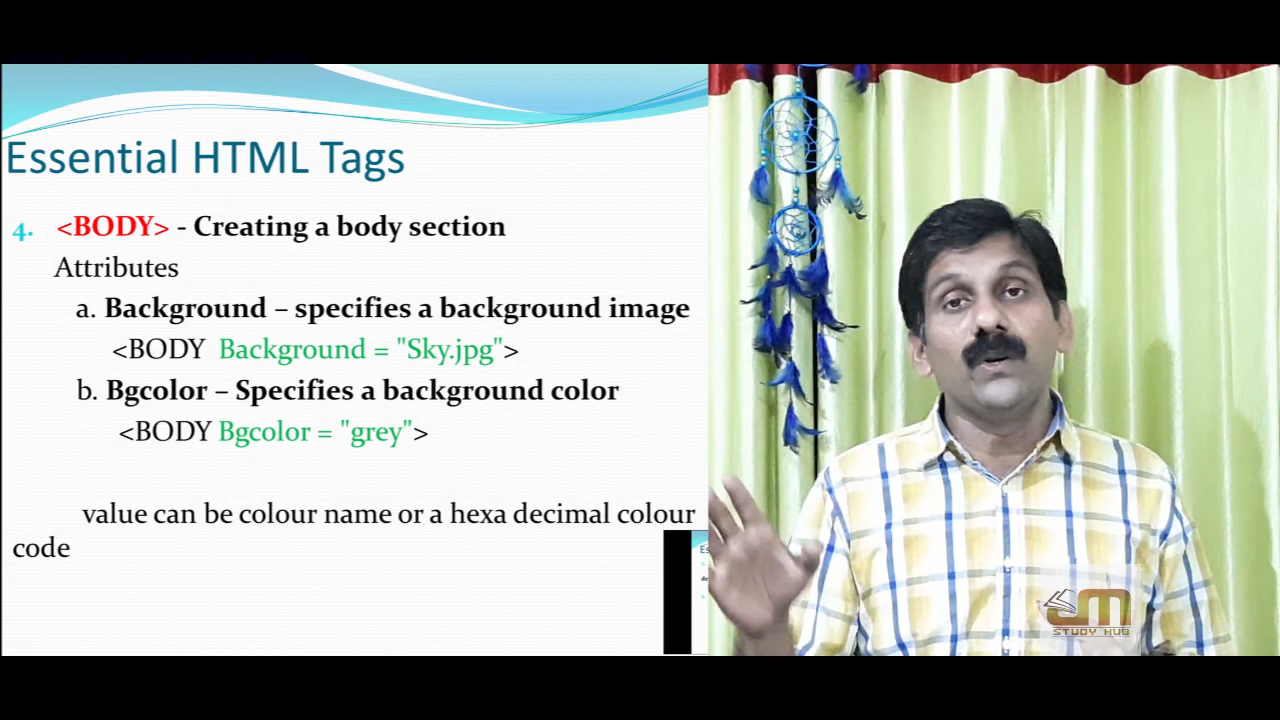 Essential HTML Tags
4. <BODY> - Creating a body section
Attributes
a. Background – specifies a background image
<BODY Background = "Sky.jpg">
b. Bgcolor – Specifies a background color
<BODY Bgcolor = "grey">
value can be colour name or a hexa decimal colour
code
JM
STUDY HUB